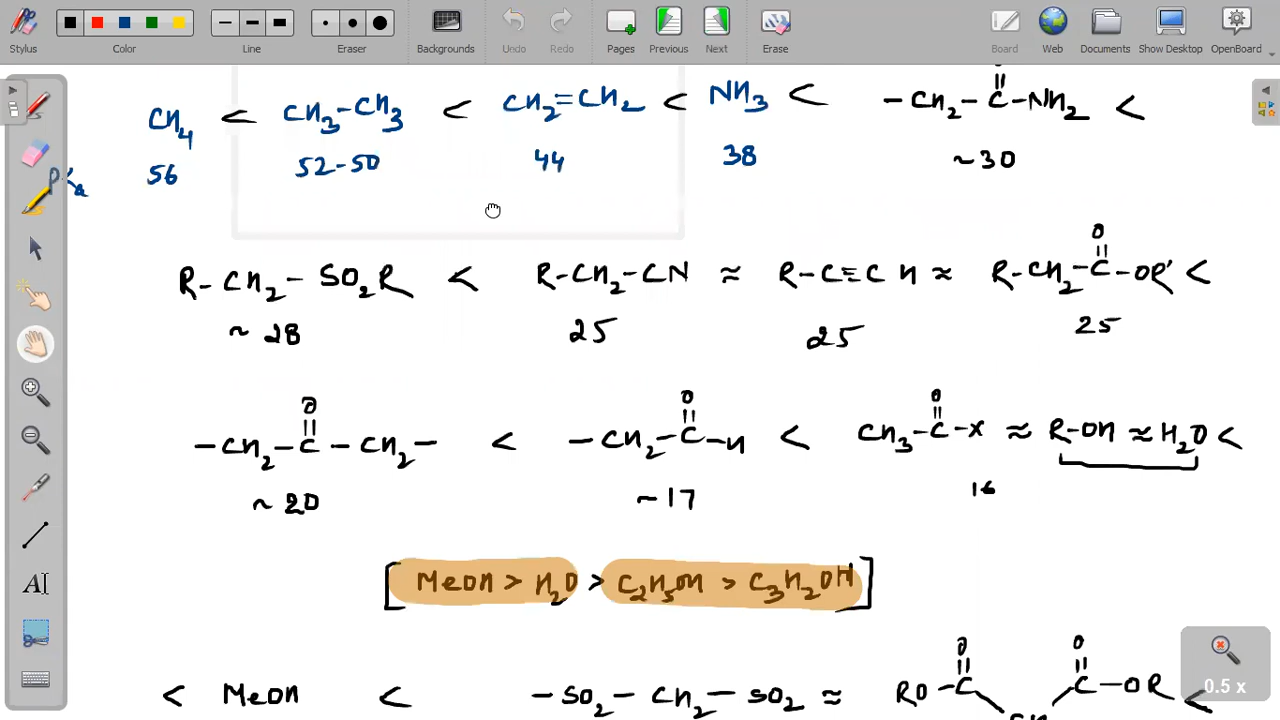 Stylus Color Line Eraser Backgrounds Undo Redo Pages Previous Next Erase Board Web Documents Show Desktop OpenBoard
CH4 < CH3-CH3 < CH2=CH2 < NH3 < -CH2-C-NH2 <
O
pKa 56 52-50 44 38 ~30
O
R-CH2-SO2R < R-CH2-CN ≈ R-C≡CH ≈ R-CH2-C-OR' <
~28 25 25 25
O O O
-CH2-C-CH2- < -CH2-C-H < CH3-C-X ≈ R-OH ≈ H2O <
~20 ~17 16
[MeOH > H2O > C2H5OH > C3H2OH]
O O
< MeOH < -SO2-CH2-SO2 ≈ RO-C C-OR <
0.5 x